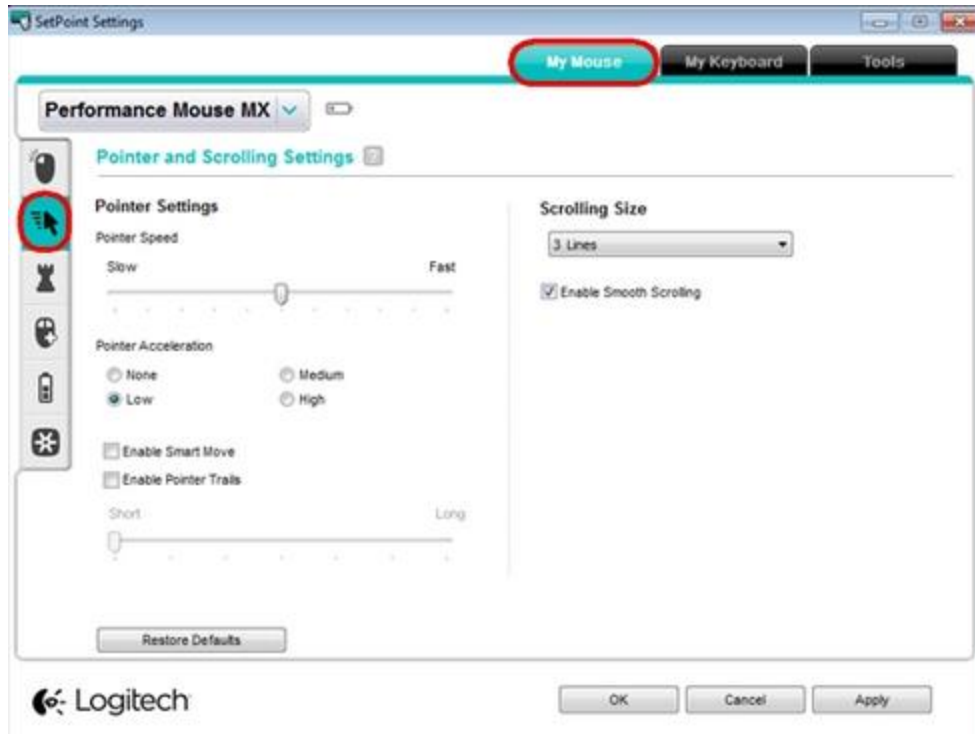 SetPoint Settings
My Mouse My Keyboard Tools
Performance Mouse MX
Pointer and Scrolling Settings
Pointer Settings
Pointer Speed
Slow Fast
Pointer Acceleration
None Medium
Low High
Enable Smart Move
Enable Pointer Trails
Short Long
Restore Defaults
Scrolling Size
3 Lines
Enable Smooth Scrolling
Logitech
OK Cancel Apply